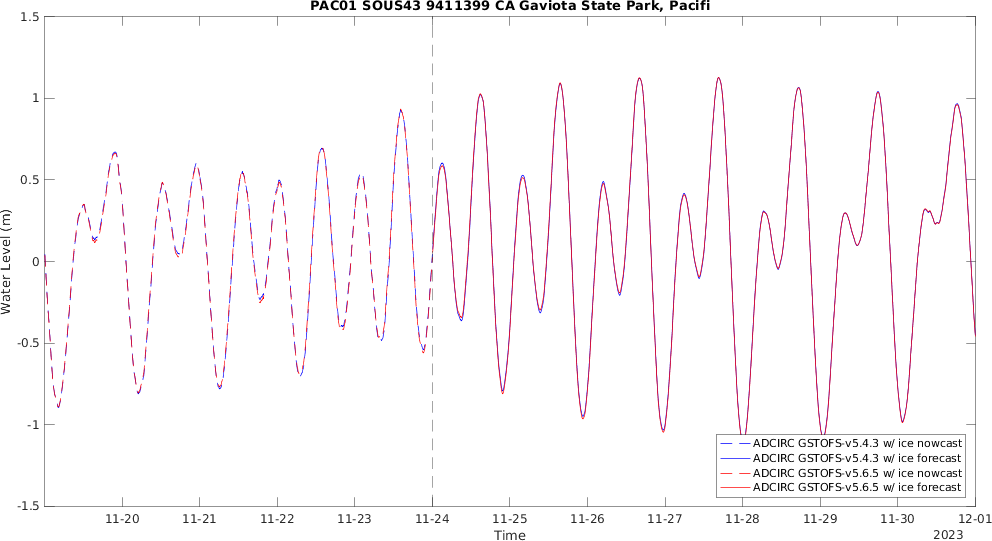 PAC01 SOUS43 9411399 CA Gaviota State Park, Pacifi
1.5
1
0.5
0
-0.5
-1
-1.5
Water Level (m)
11-20 11-21 11-22 11-23 11-24 11-25 11-26 11-27 11-28 11-29 11-30 12-01
Time
2023
ADCIRC GSTOFS-v5.4.3 w/ ice nowcast
ADCIRC GSTOFS-v5.4.3 w/ ice forecast
ADCIRC GSTOFS-v5.6.5 w/ ice nowcast
ADCIRC GSTOFS-v5.6.5 w/ ice forecast